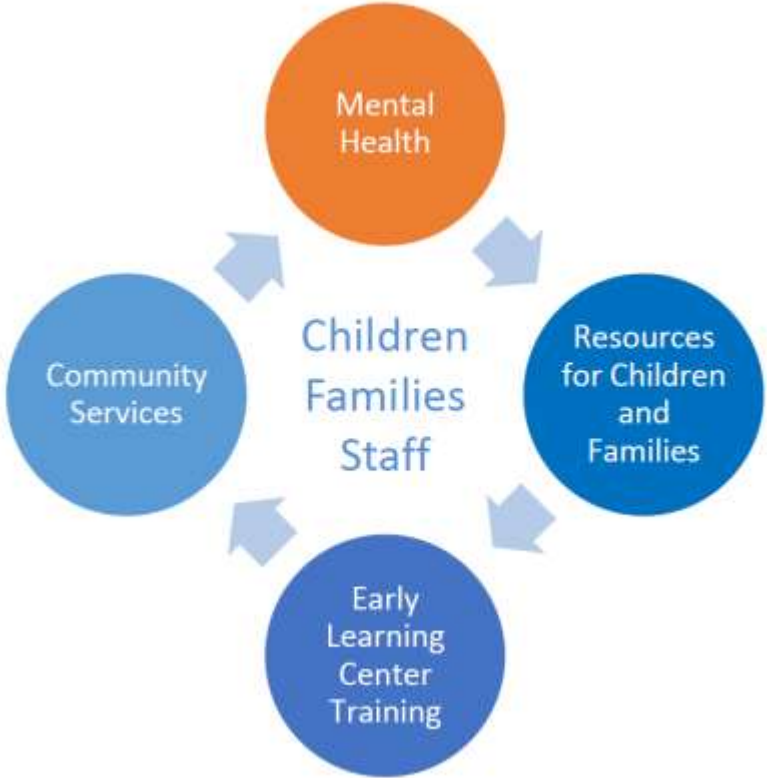 Mental
Health
Community
Services
Children
Families
Staff
Resources
for Children
and
Families
Early
Learning
Center
Training